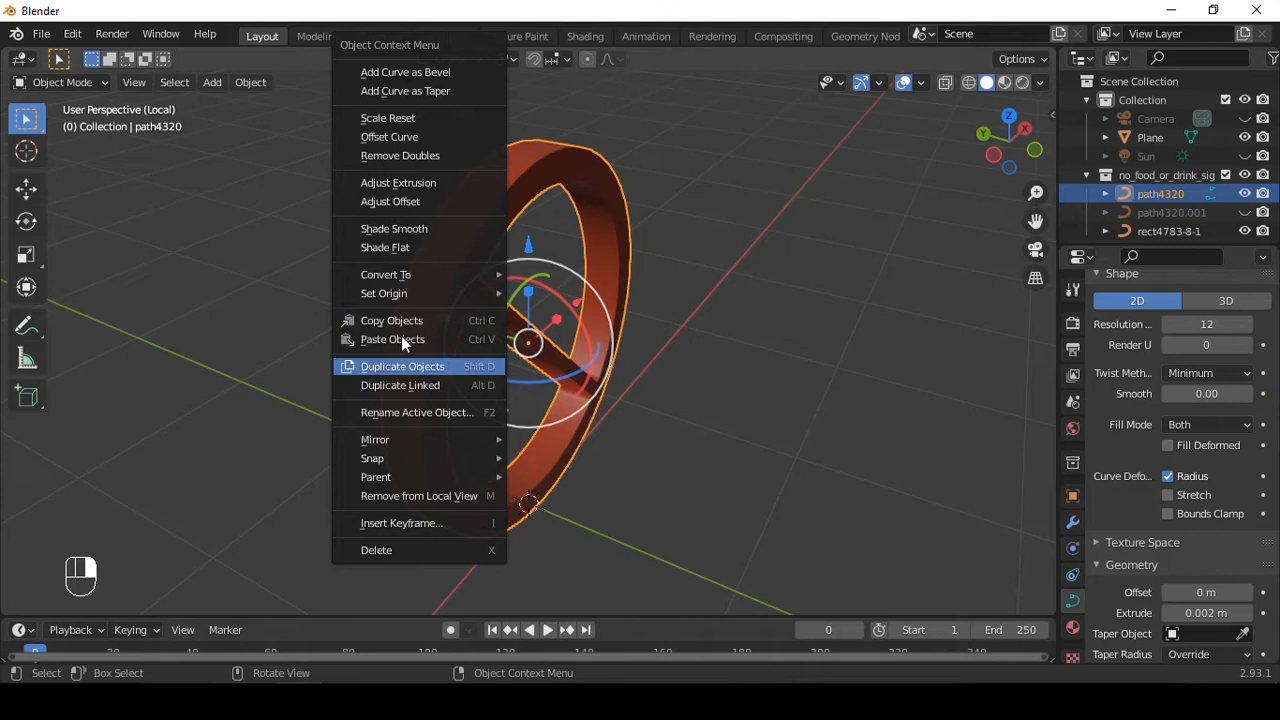 Blender
File Edit Render Window Help Layout Modelin Texture Paint Shading Animation Rendering Compositing Geometry Nod Scene View Layer
Object Mode View Select Add Object Options
User Perspective (Local)
(0) Collection | path4320
Object Context Menu
Add Curve as Bevel
Add Curve as Taper
Scale Reset
Offset Curve
Remove Doubles
Adjust Extrusion
Adjust Offset
Shade Smooth
Shade Flat
Convert To
Set Origin
Copy Objects Ctrl C
Paste Objects Ctrl V
Duplicate Objects Shift D
Duplicate Linked Alt D
Rename Active Object... F2
Mirror
Snap
Parent
Remove from Local View M
Insert Keyframe... I
Delete X
Z
X
Y
Scene Collection
Collection
Camera
Plane
Sun
no_food_or_drink_sig
path4320
path4320.001
rect4783-8-1
Shape
2D 3D
Resolution ... 12
Render U 0
Twist Meth... Minimum
Smooth 0.00
Fill Mode Both
Fill Deformed
Curve Defo... Radius
Stretch
Bounds Clamp
Texture Space
Geometry
Offset 0 m
Extrude 0.002 m
Taper Object
Taper Radius Override
Playback Keying View Marker 0 Start 1 End 250
Select Box Select Rotate View Object Context Menu 2.93.1